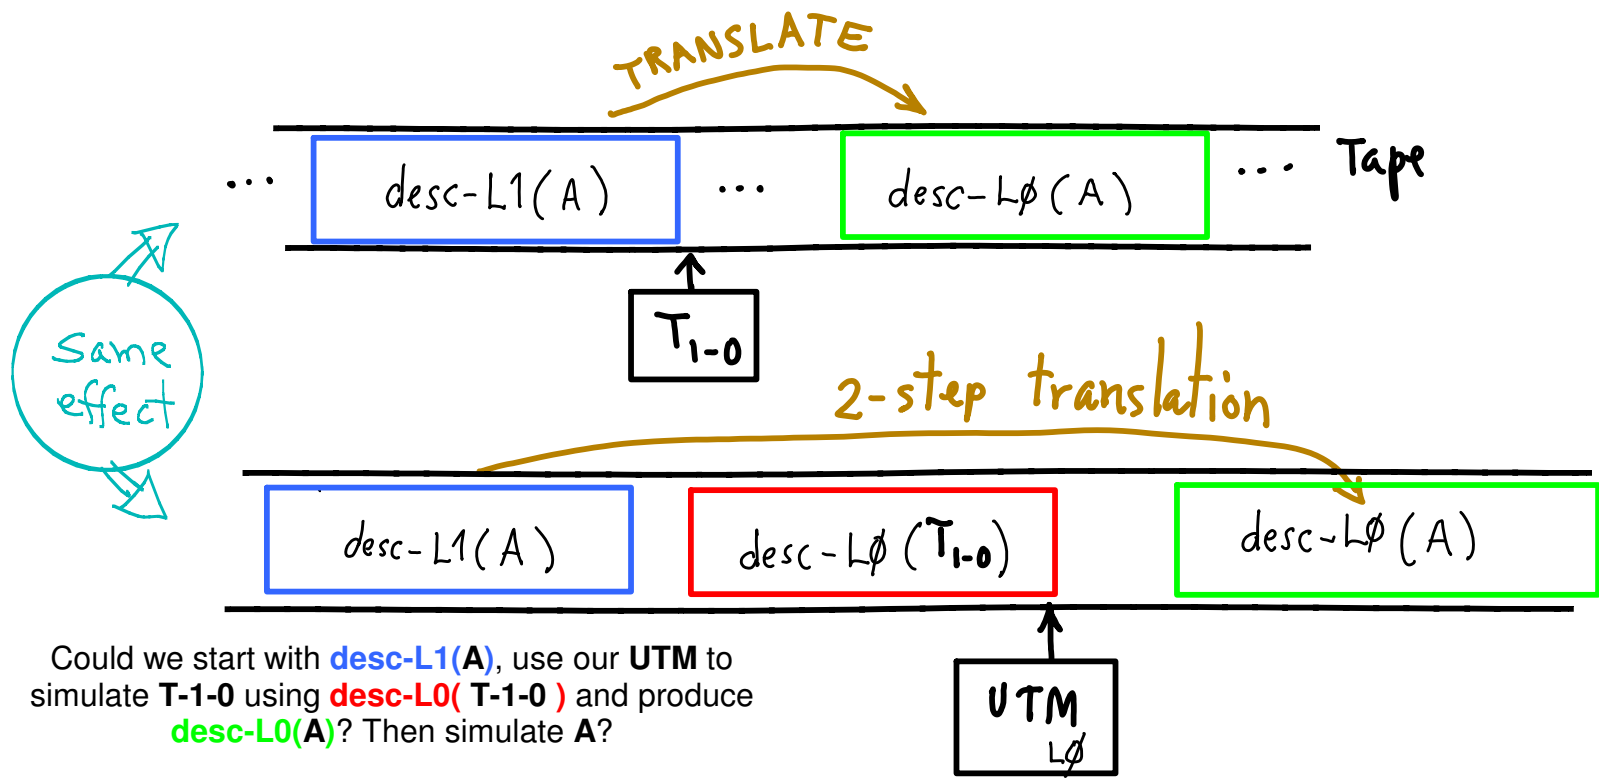 TRANSLATE
... desc-L1(A) ... desc-LØ(A) ... Tape
T1-0
Same
effect
2-step translation
desc-L1(A) desc-LØ(T1-0) desc-LØ(A)
UTM
LØ
Could we start with desc-L1(A), use our UTM to
simulate T-1-0 using desc-L0( T-1-0 ) and produce
desc-L0(A)? Then simulate A?